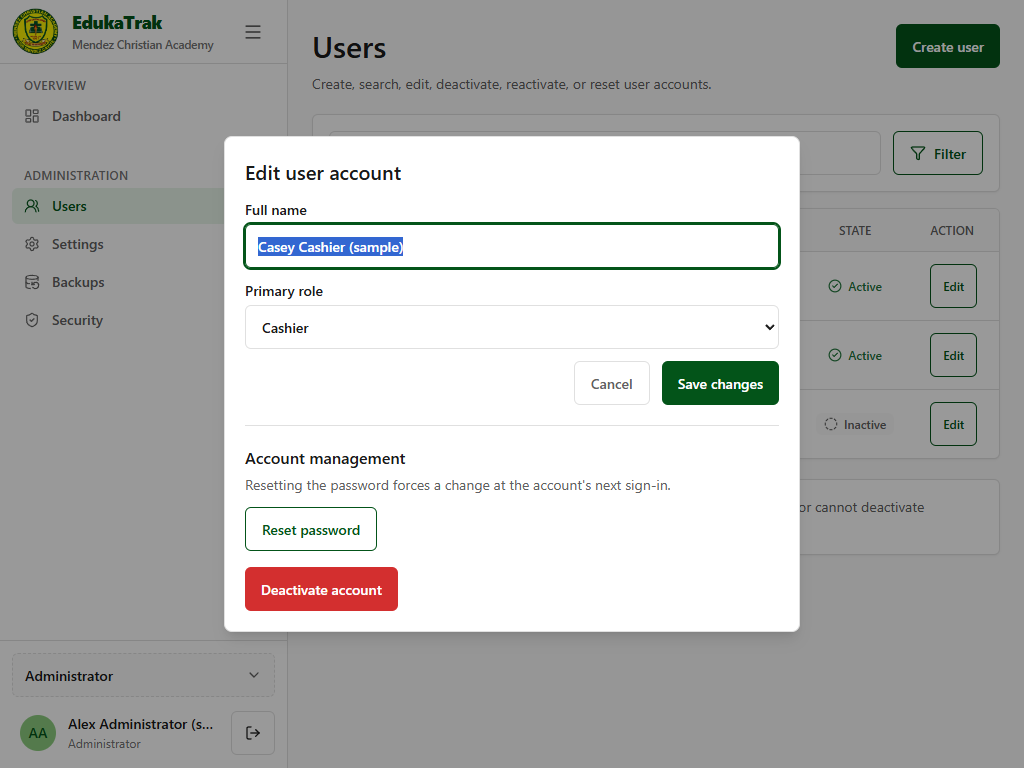 EdukaTrak
Mendez Christian Academy
OVERVIEW
Dashboard
ADMINISTRATION
Users
Settings
Backups
Security
Administrator
AA
Alex Administrator (s...
Administrator
Users
Create user
Create, search, edit, deactivate, reactivate, or reset user accounts.
Filter
STATE
ACTION
Active
Edit
Active
Edit
Inactive
Edit
or cannot deactivate
Edit user account
Full name
Casey Cashier (sample)
Primary role
Cashier
Cancel
Save changes
Account management
Resetting the password forces a change at the account's next sign-in.
Reset password
Deactivate account